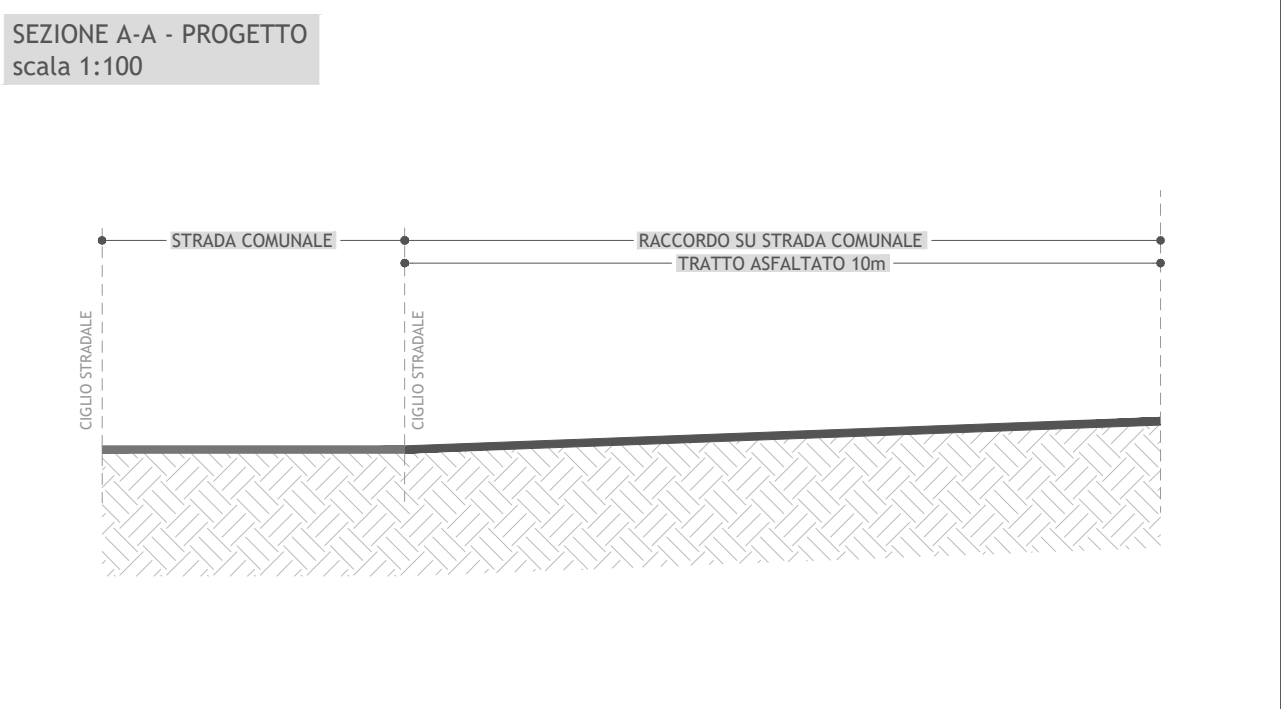 SEZIONE A-A - PROGETTO
scala 1:100
STRADA COMUNALE
RACCORDO SU STRADA COMUNALE
TRATTO ASFALTATO 10m
CIGLIO STRADALE
CIGLIO STRADALE